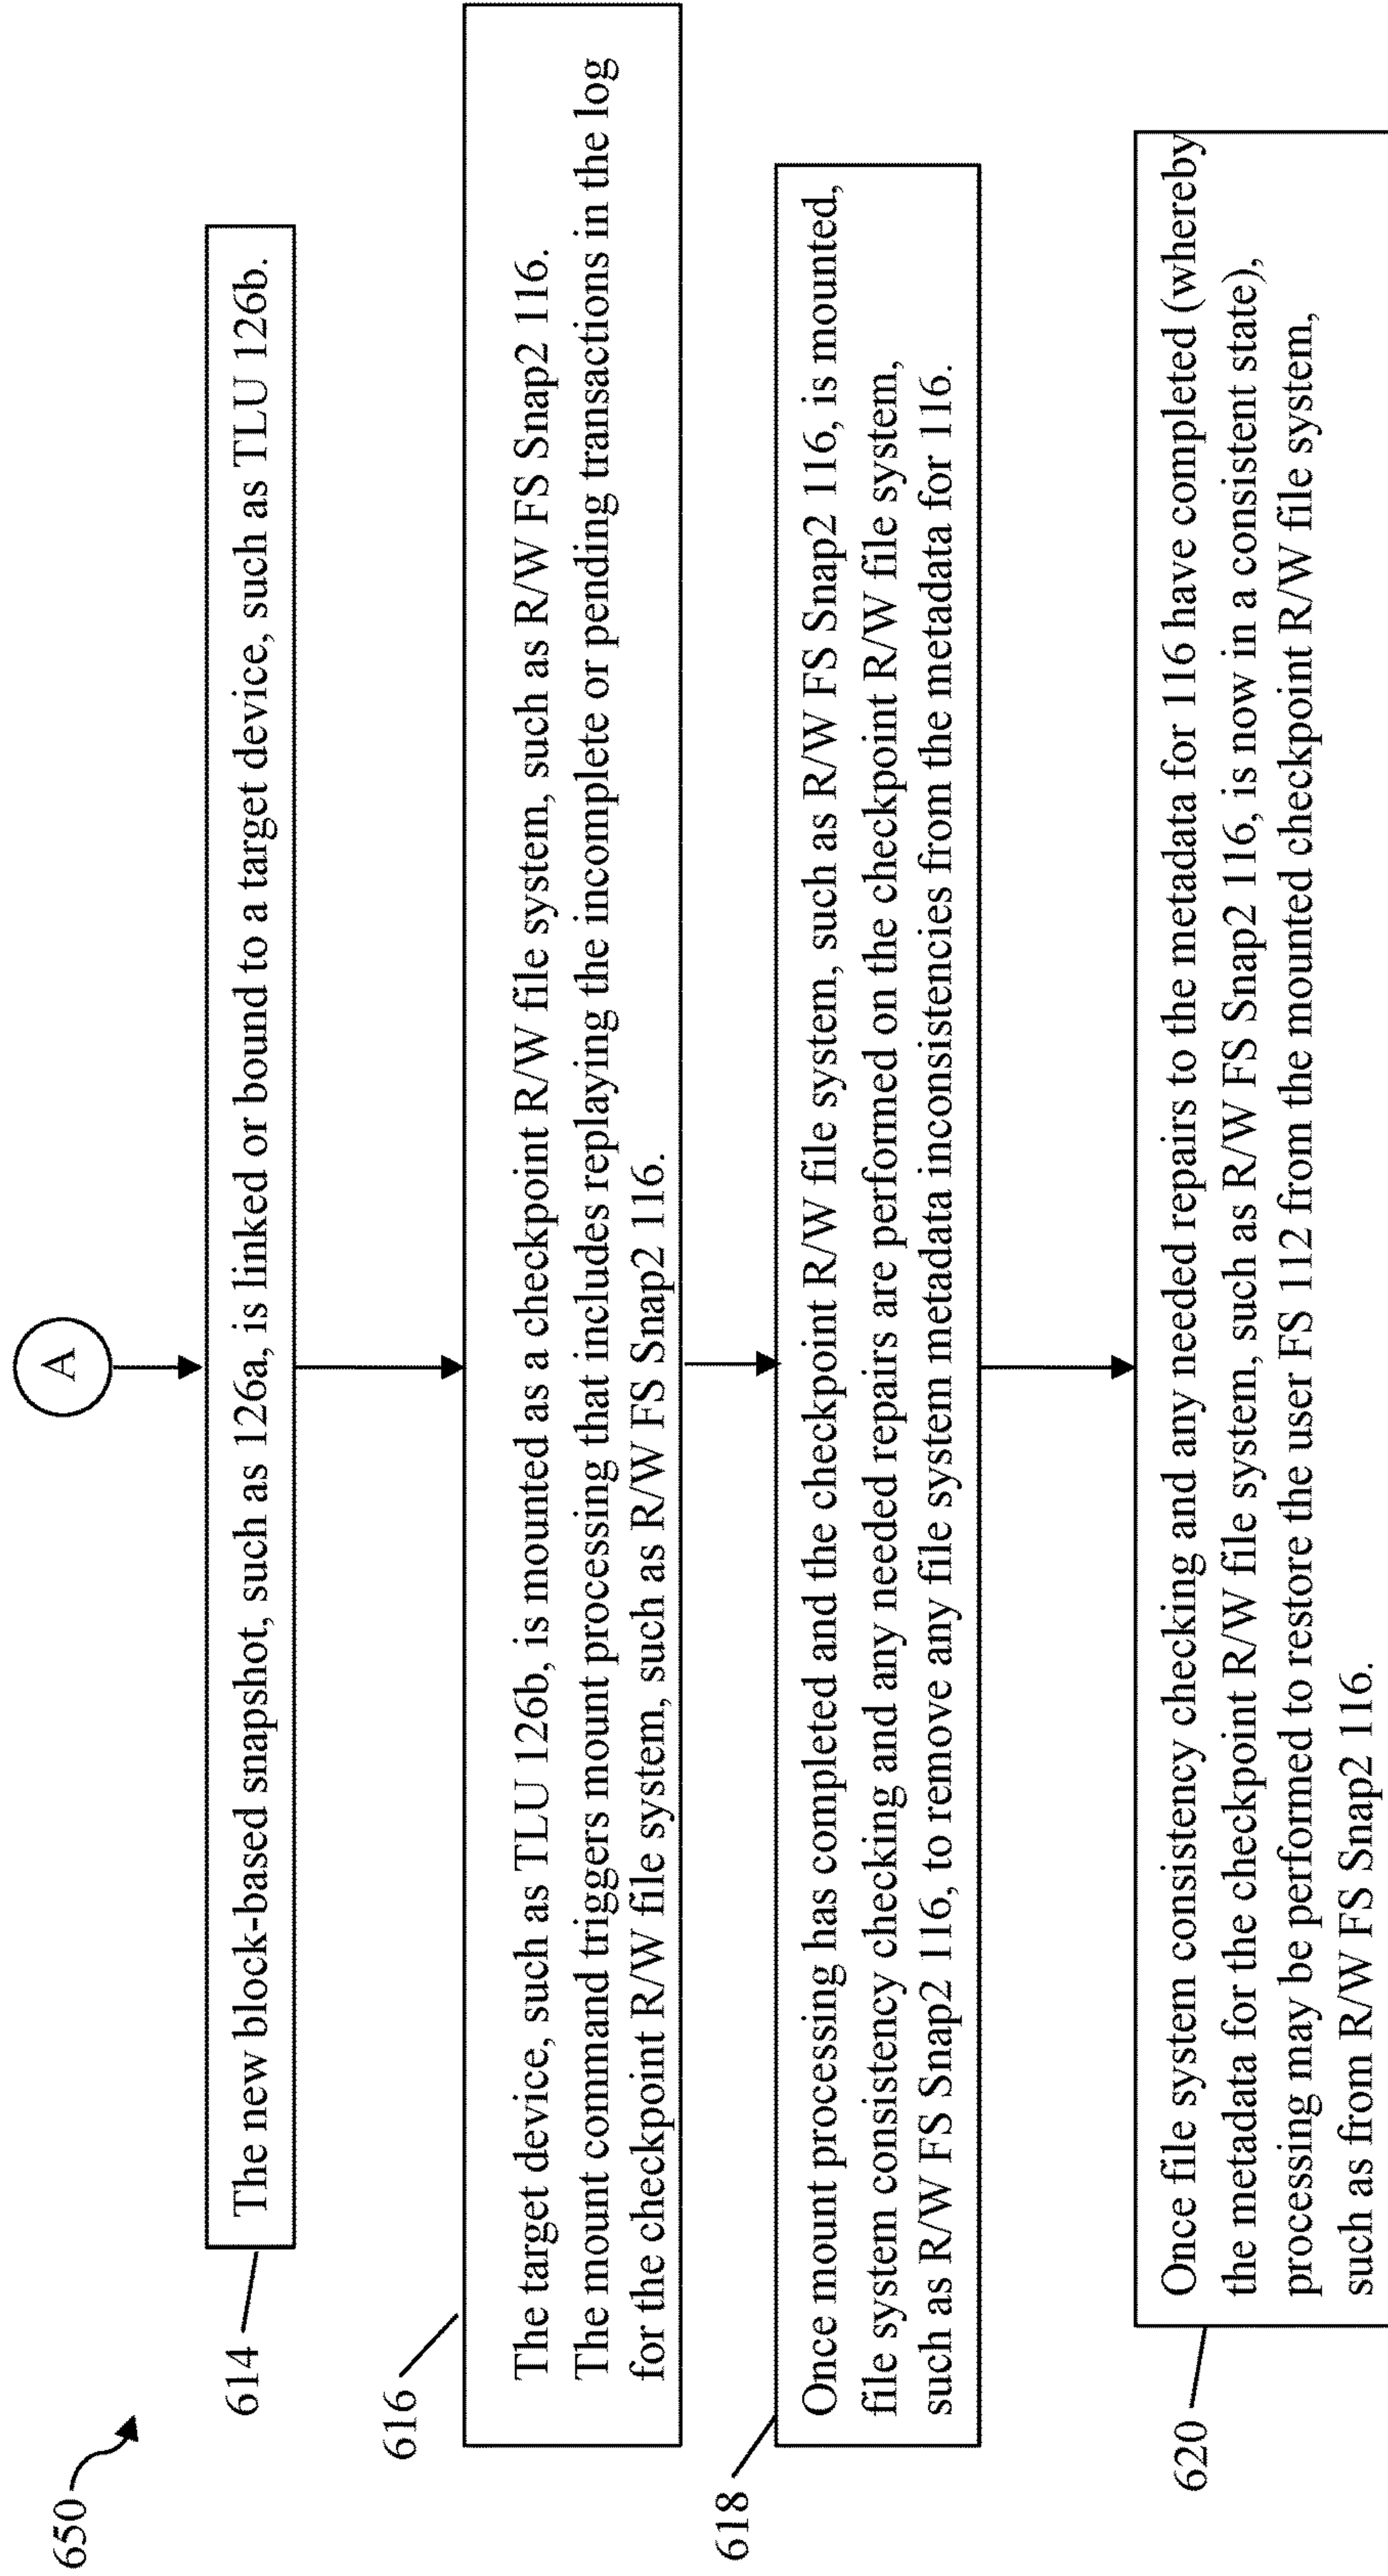 650
A
614
The new block-based snapshot, such as 126a, is linked or bound to a target device, such as TLU 126b.
616
The target device, such as TLU 126b, is mounted as a checkpoint R/W file system, such as R/W FS Snap2 116.
The mount command triggers mount processing that includes replaying the incomplete or pending transactions in the log
for the checkpoint R/W file system, such as R/W FS Snap2 116.
618
Once mount processing has completed and the checkpoint R/W file system, such as R/W FS Snap2 116, is mounted,
file system consistency checking and any needed repairs are performed on the checkpoint R/W file system,
such as R/W FS Snap2 116, to remove any file system metadata inconsistencies from the metadata for 116.
620
Once file system consistency checking and any needed repairs to the metadata for 116 have completed (whereby
the metadata for the checkpoint R/W file system, such as R/W FS Snap2 116, is now in a consistent state),
processing may be performed to restore the user FS 112 from the mounted checkpoint R/W file system,
such as from R/W FS Snap2 116.